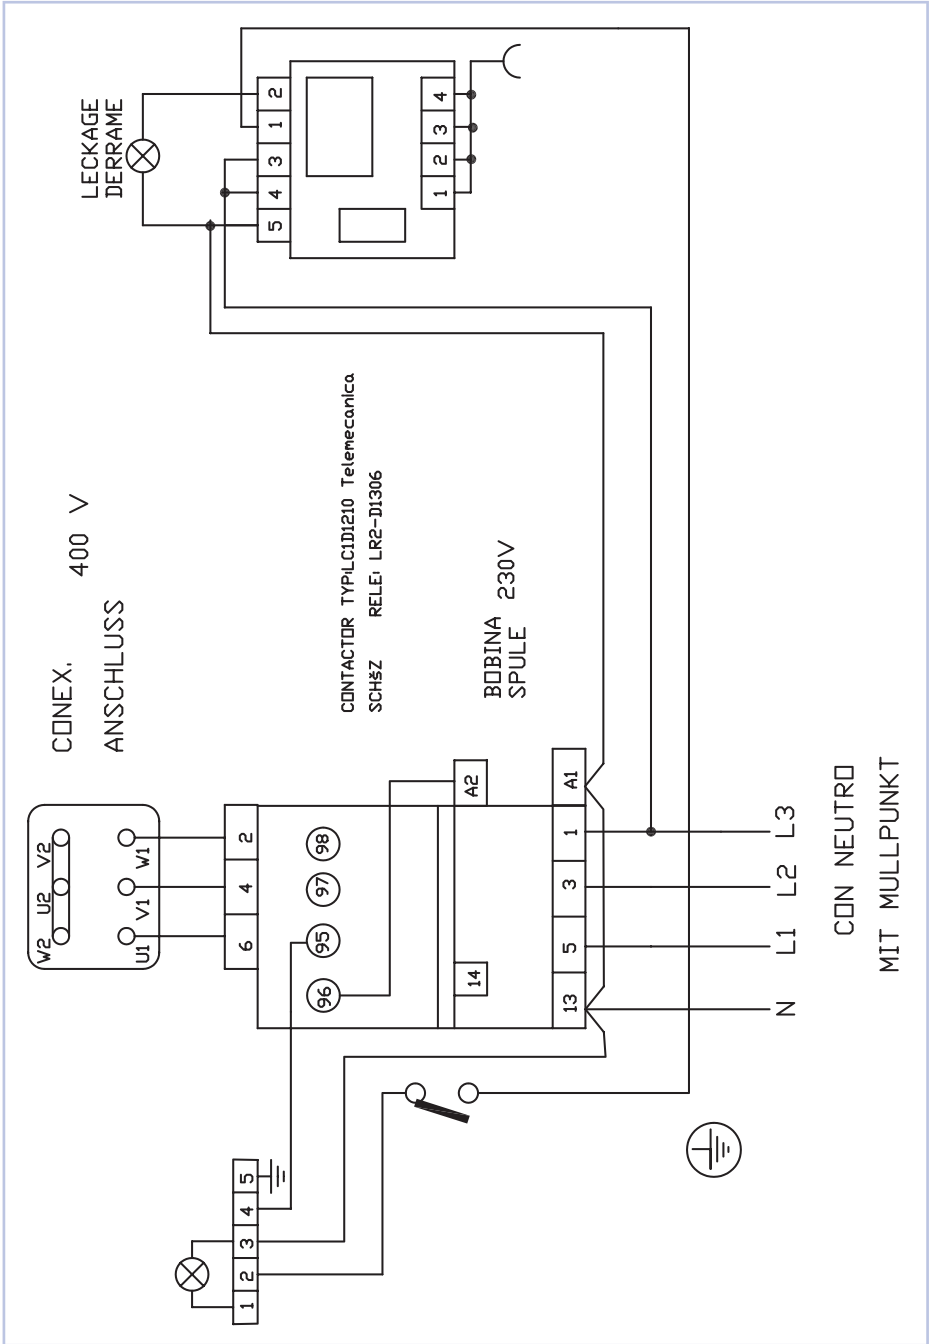 LECKAGE
DERRAME
2
1
3
4
5
4
3
2
1
CONEX. 400 V
ANSCHLUSS
CONTACTOR TYP:LC1D1210 Telemecanica
SCH§Z RELE: LR2-D1306
BOBINA 230V
SPULE
W2 U2 V2
U1 V1 W1
6 4 2
96 95 97 98
14 A2
13 5 3 1 A1
N L1 L2 L3
CON NEUTRO
MIT MULLPUNKT
1 2 3 4 5